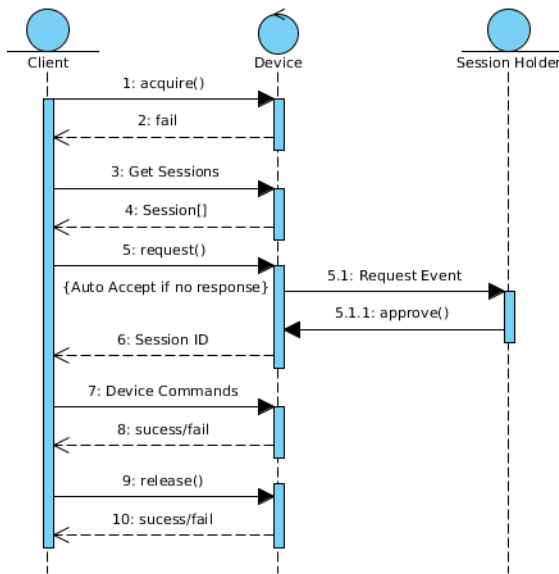 Client
Device
Session Holder
1: acquire()
2: fail
3: Get Sessions
4: Session[]
5: request()
{Auto Accept if no response}
5.1: Request Event
5.1.1: approve()
6: Session ID
7: Device Commands
8: sucess/fail
9: release()
10: sucess/fail